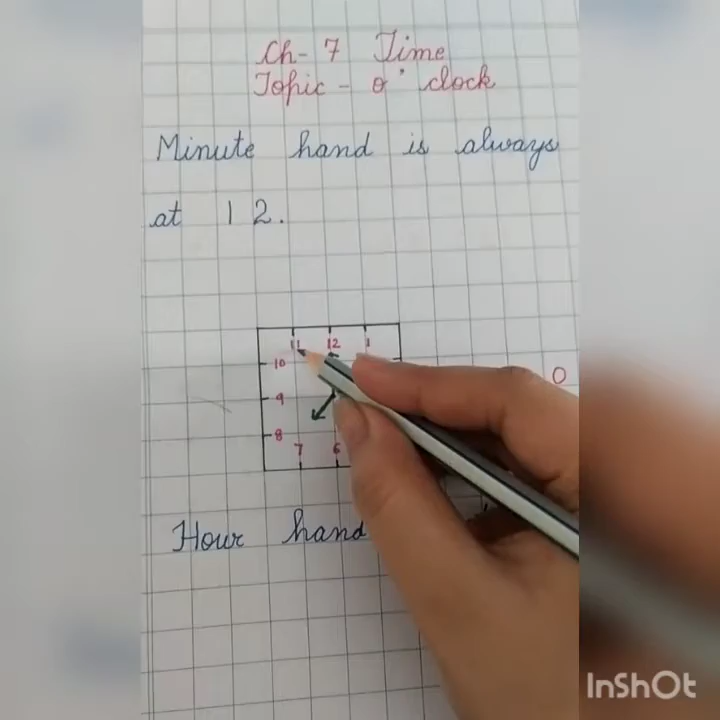 Ch- 7 Time
Topic - o'clock
Minute hand is always
at 12.
11 12 1
10
0
9
8
7 6
Hour hand
InShOt